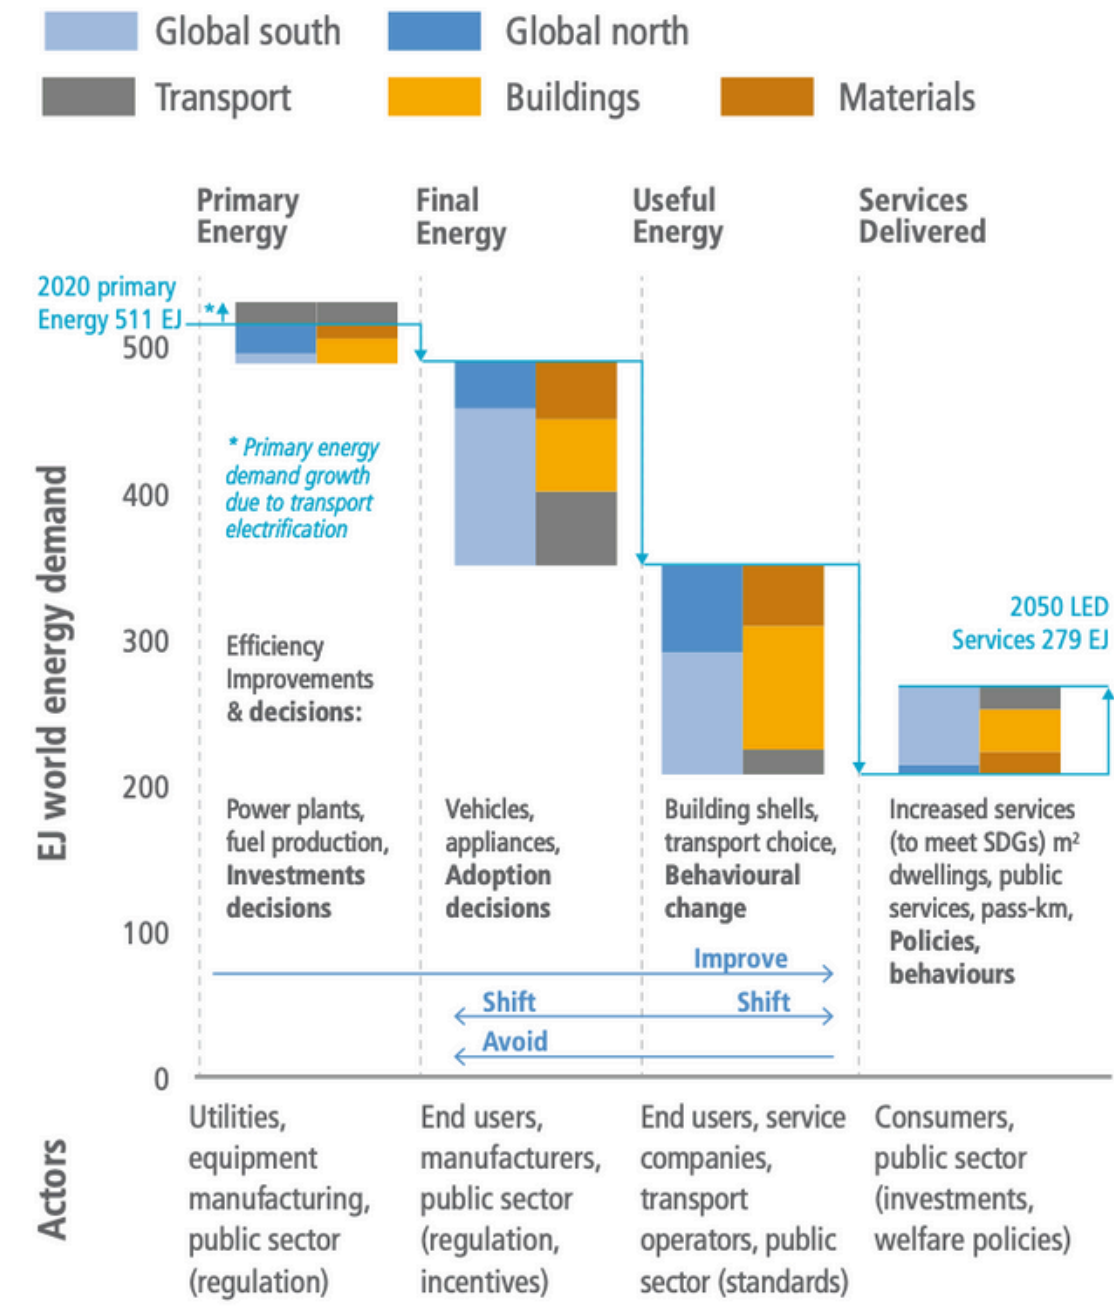 Global south
Global north
Transport
Buildings
Materials
Primary
Energy
Final
Energy
Useful
Energy
Services
Delivered
2020 primary
Energy 511 EJ
*
500
400
300
200
100
0
EJ world energy demand
* Primary energy
demand growth
due to transport
electrification
Efficiency
Improvements
& decisions:
2050 LED
Services 279 EJ
Power plants,
fuel production,
Investments
decisions
Vehicles,
appliances,
Adoption
decisions
Building shells,
transport choice,
Behavioural
change
Increased services
(to meet SDGs) m²
dwellings, public
services, pass-km,
Policies,
behaviours
Improve
Shift
Shift
Avoid
Actors
Utilities,
equipment
manufacturing,
public sector
(regulation)
End users,
manufacturers,
public sector
(regulation,
incentives)
End users, service
companies,
transport
operators, public
sector (standards)
Consumers,
public sector
(investments,
welfare policies)